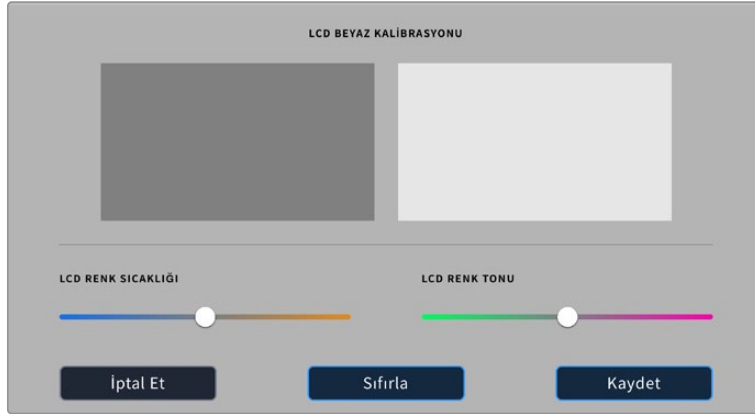 LCD BEYAZ KALİBRASYONU
LCD RENK SICAKLIĞI
LCD RENK TONU
İptal Et
Sıfırla
Kaydet